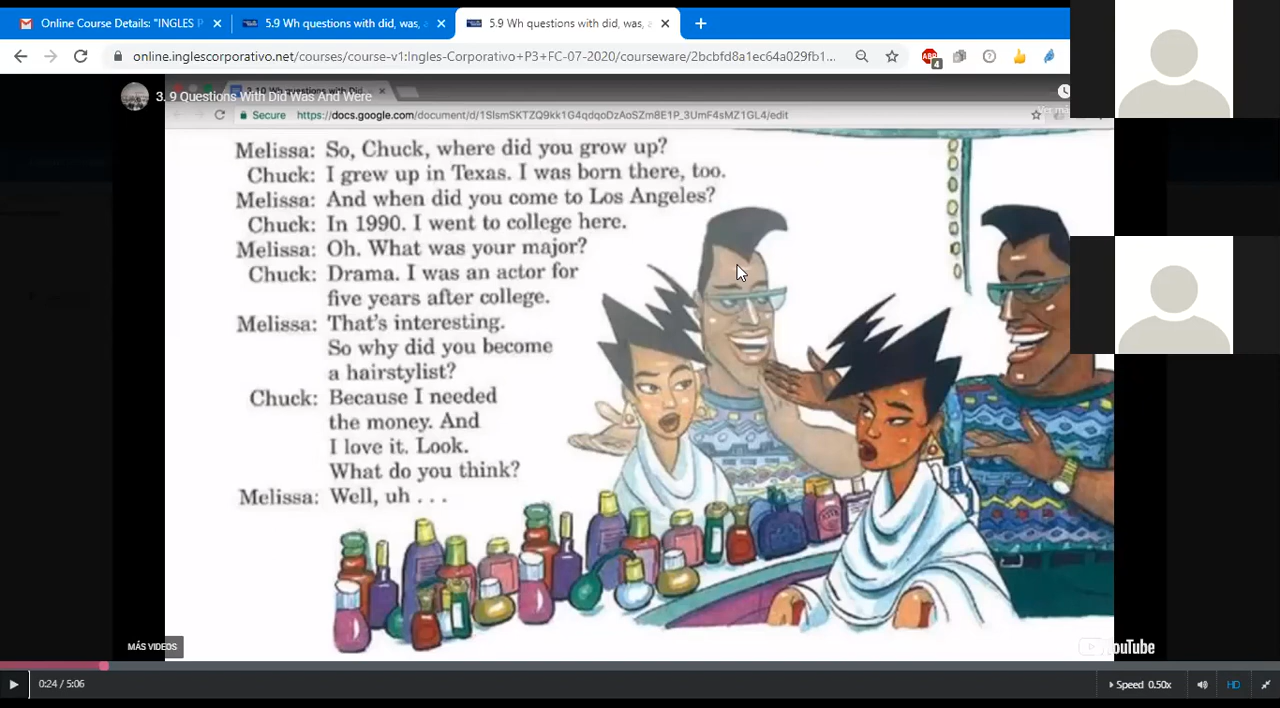 Online Course Details: "INGLES P
5.9 Wh questions with did, was, a
5.9 Wh questions with did, was, a
online.inglescorporativo.net/courses/course-v1:Ingles-Corporativo+P3+FC-07-2020/courseware/2bcbfd8a1ec64a029fb1...
ABP
4
3. 9 Questions With Did Was And Were
Secure https://docs.google.com/document/d/1SlsmSKTZQ9kk1G4qdqoDzAoSZm8E1P_3UmF4sMZ1GL4/edit
Melissa: So, Chuck, where did you grow up?
Chuck: I grew up in Texas. I was born there, too.
Melissa: And when did you come to Los Angeles?
Chuck: In 1990. I went to college here.
Melissa: Oh. What was your major?
Chuck: Drama. I was an actor for
five years after college.
Melissa: That's interesting.
So why did you become
a hairstylist?
Chuck: Because I needed
the money. And
I love it. Look.
What do you think?
Melissa: Well, uh . . .
MÁS VIDEOS
YouTube
0:24 / 5:06
Speed 0.50x
HD